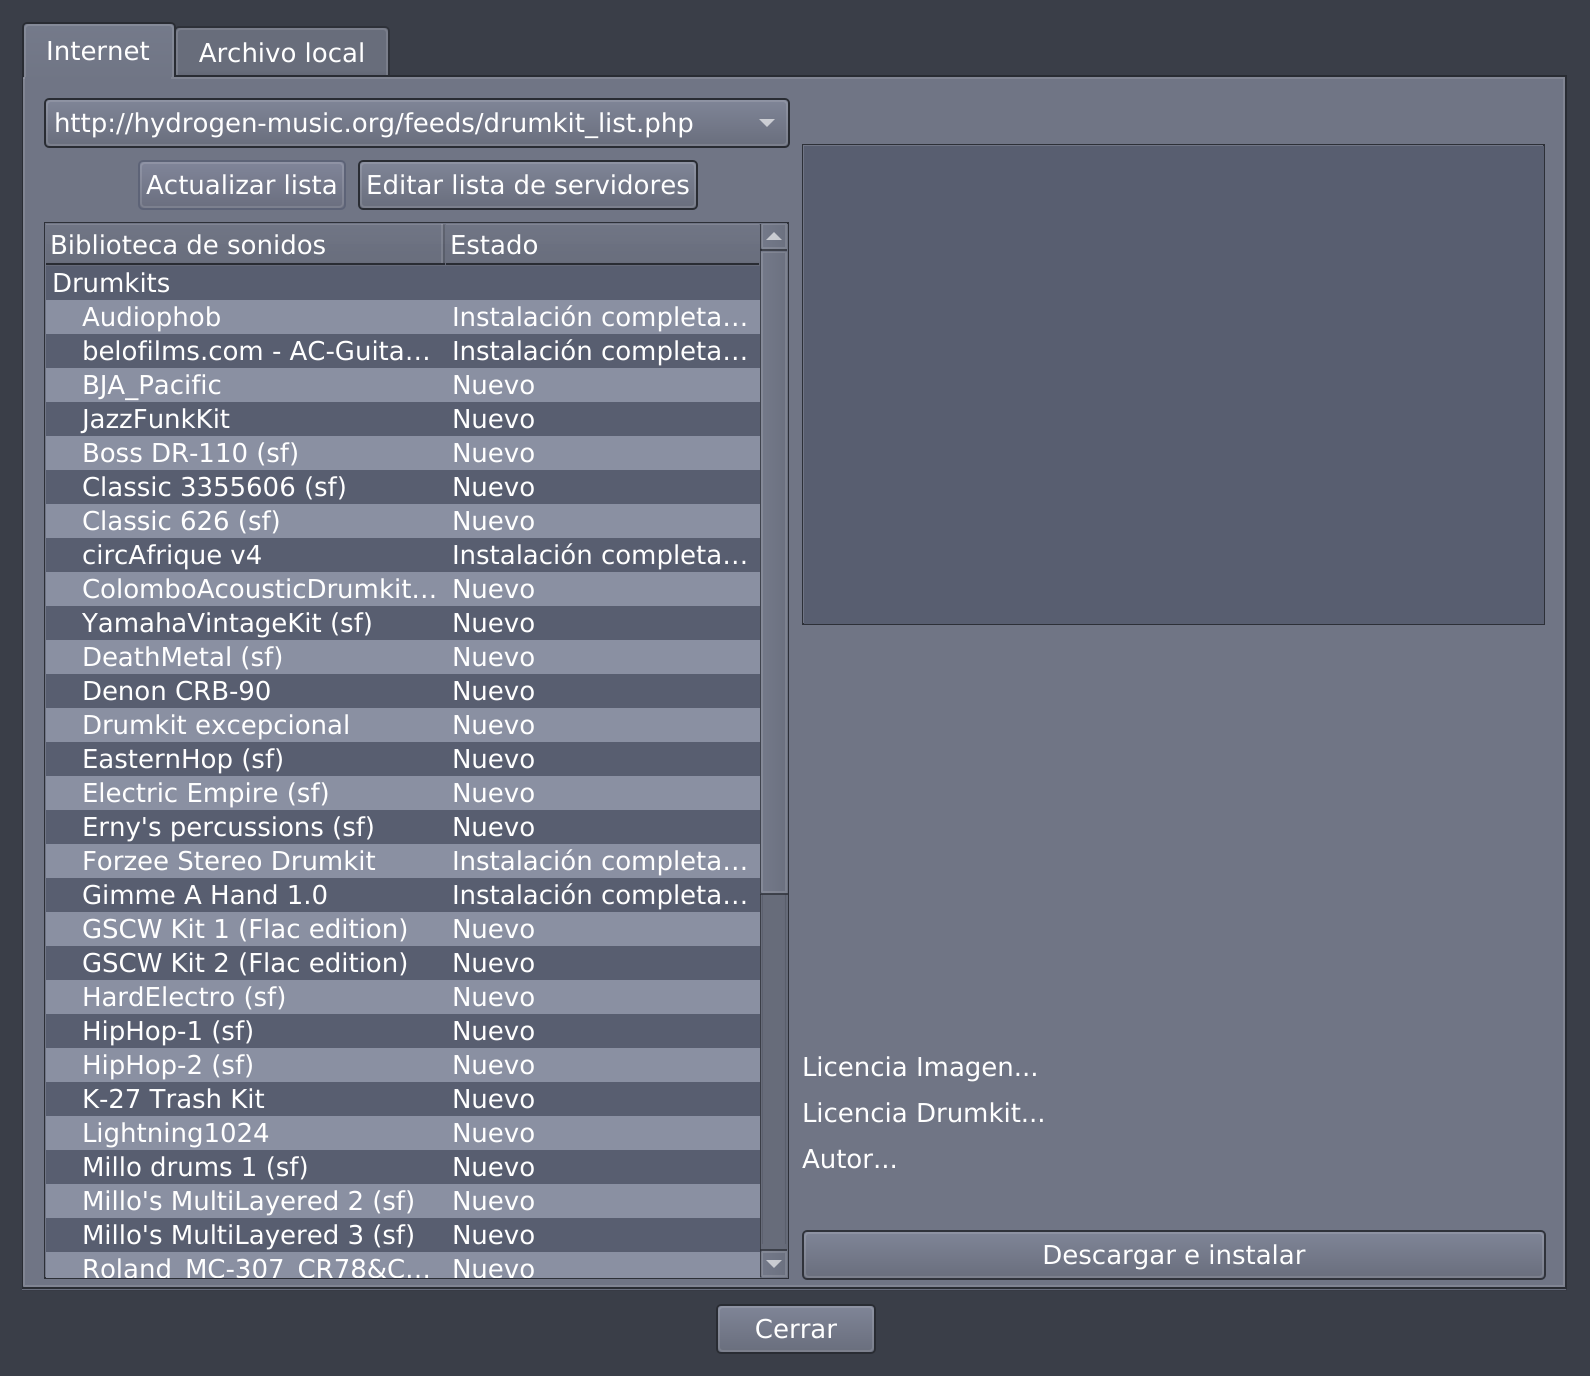 Internet Archivo local
http://hydrogen-music.org/feeds/drumkit_list.php
Actualizar lista Editar lista de servidores
Biblioteca de sonidos Estado
Drumkits
Audiophob Instalación completa...
belofilms.com - AC-Guita... Instalación completa...
BJA_Pacific Nuevo
JazzFunkKit Nuevo
Boss DR-110 (sf) Nuevo
Classic 3355606 (sf) Nuevo
Classic 626 (sf) Nuevo
circAfrique v4 Instalación completa...
ColomboAcousticDrumkit... Nuevo
YamahaVintageKit (sf) Nuevo
DeathMetal (sf) Nuevo
Denon CRB-90 Nuevo
Drumkit excepcional Nuevo
EasternHop (sf) Nuevo
Electric Empire (sf) Nuevo
Erny's percussions (sf) Nuevo
Forzee Stereo Drumkit Instalación completa...
Gimme A Hand 1.0 Instalación completa...
GSCW Kit 1 (Flac edition) Nuevo
GSCW Kit 2 (Flac edition) Nuevo
HardElectro (sf) Nuevo
HipHop-1 (sf) Nuevo
HipHop-2 (sf) Nuevo
K-27 Trash Kit Nuevo
Lightning1024 Nuevo
Millo drums 1 (sf) Nuevo
Millo's MultiLayered 2 (sf) Nuevo
Millo's MultiLayered 3 (sf) Nuevo
Roland_MC-307_CR78&C... Nuevo
Licencia Imagen...
Licencia Drumkit...
Autor...
Descargar e instalar
Cerrar